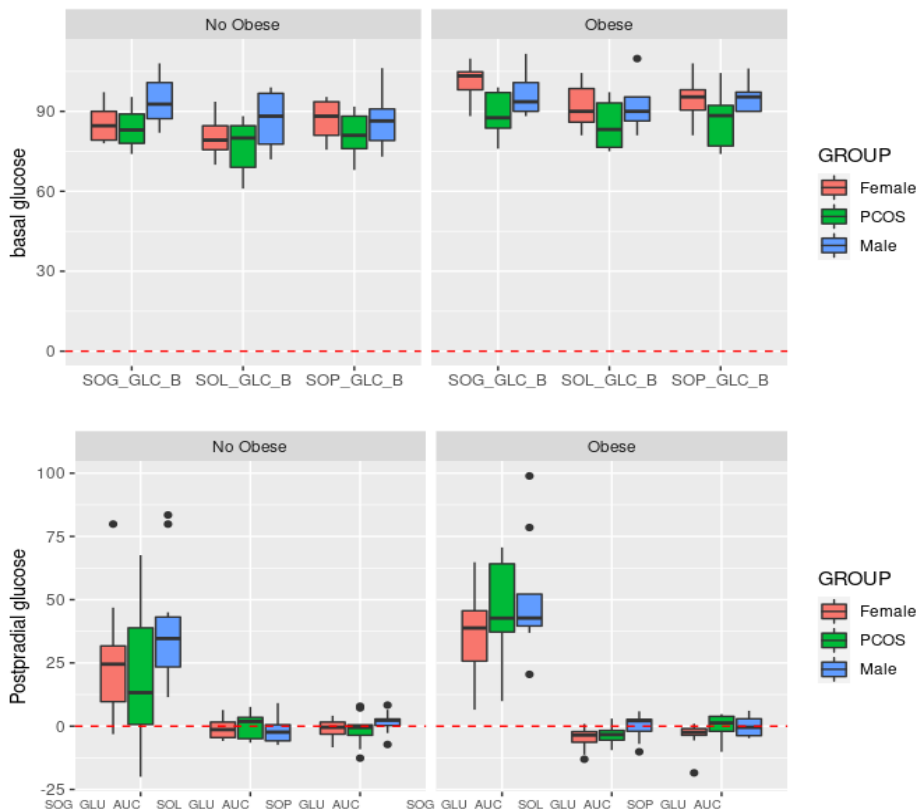 No Obese
Obese
90
60
30
0
basal glucose
SOG_GLC_B
SOL_GLC_B
SOP_GLC_B
SOG_GLC_B
SOL_GLC_B
SOP_GLC_B
GROUP
Female
PCOS
Male
No Obese
Obese
100
75
50
25
0
-25
Postpradial glucose
SOG GLU AUC SOL GLU AUC SOP GLU AUC
SOG GLU AUC SOL GLU AUC SOP GLU AUC
GROUP
Female
PCOS
Male